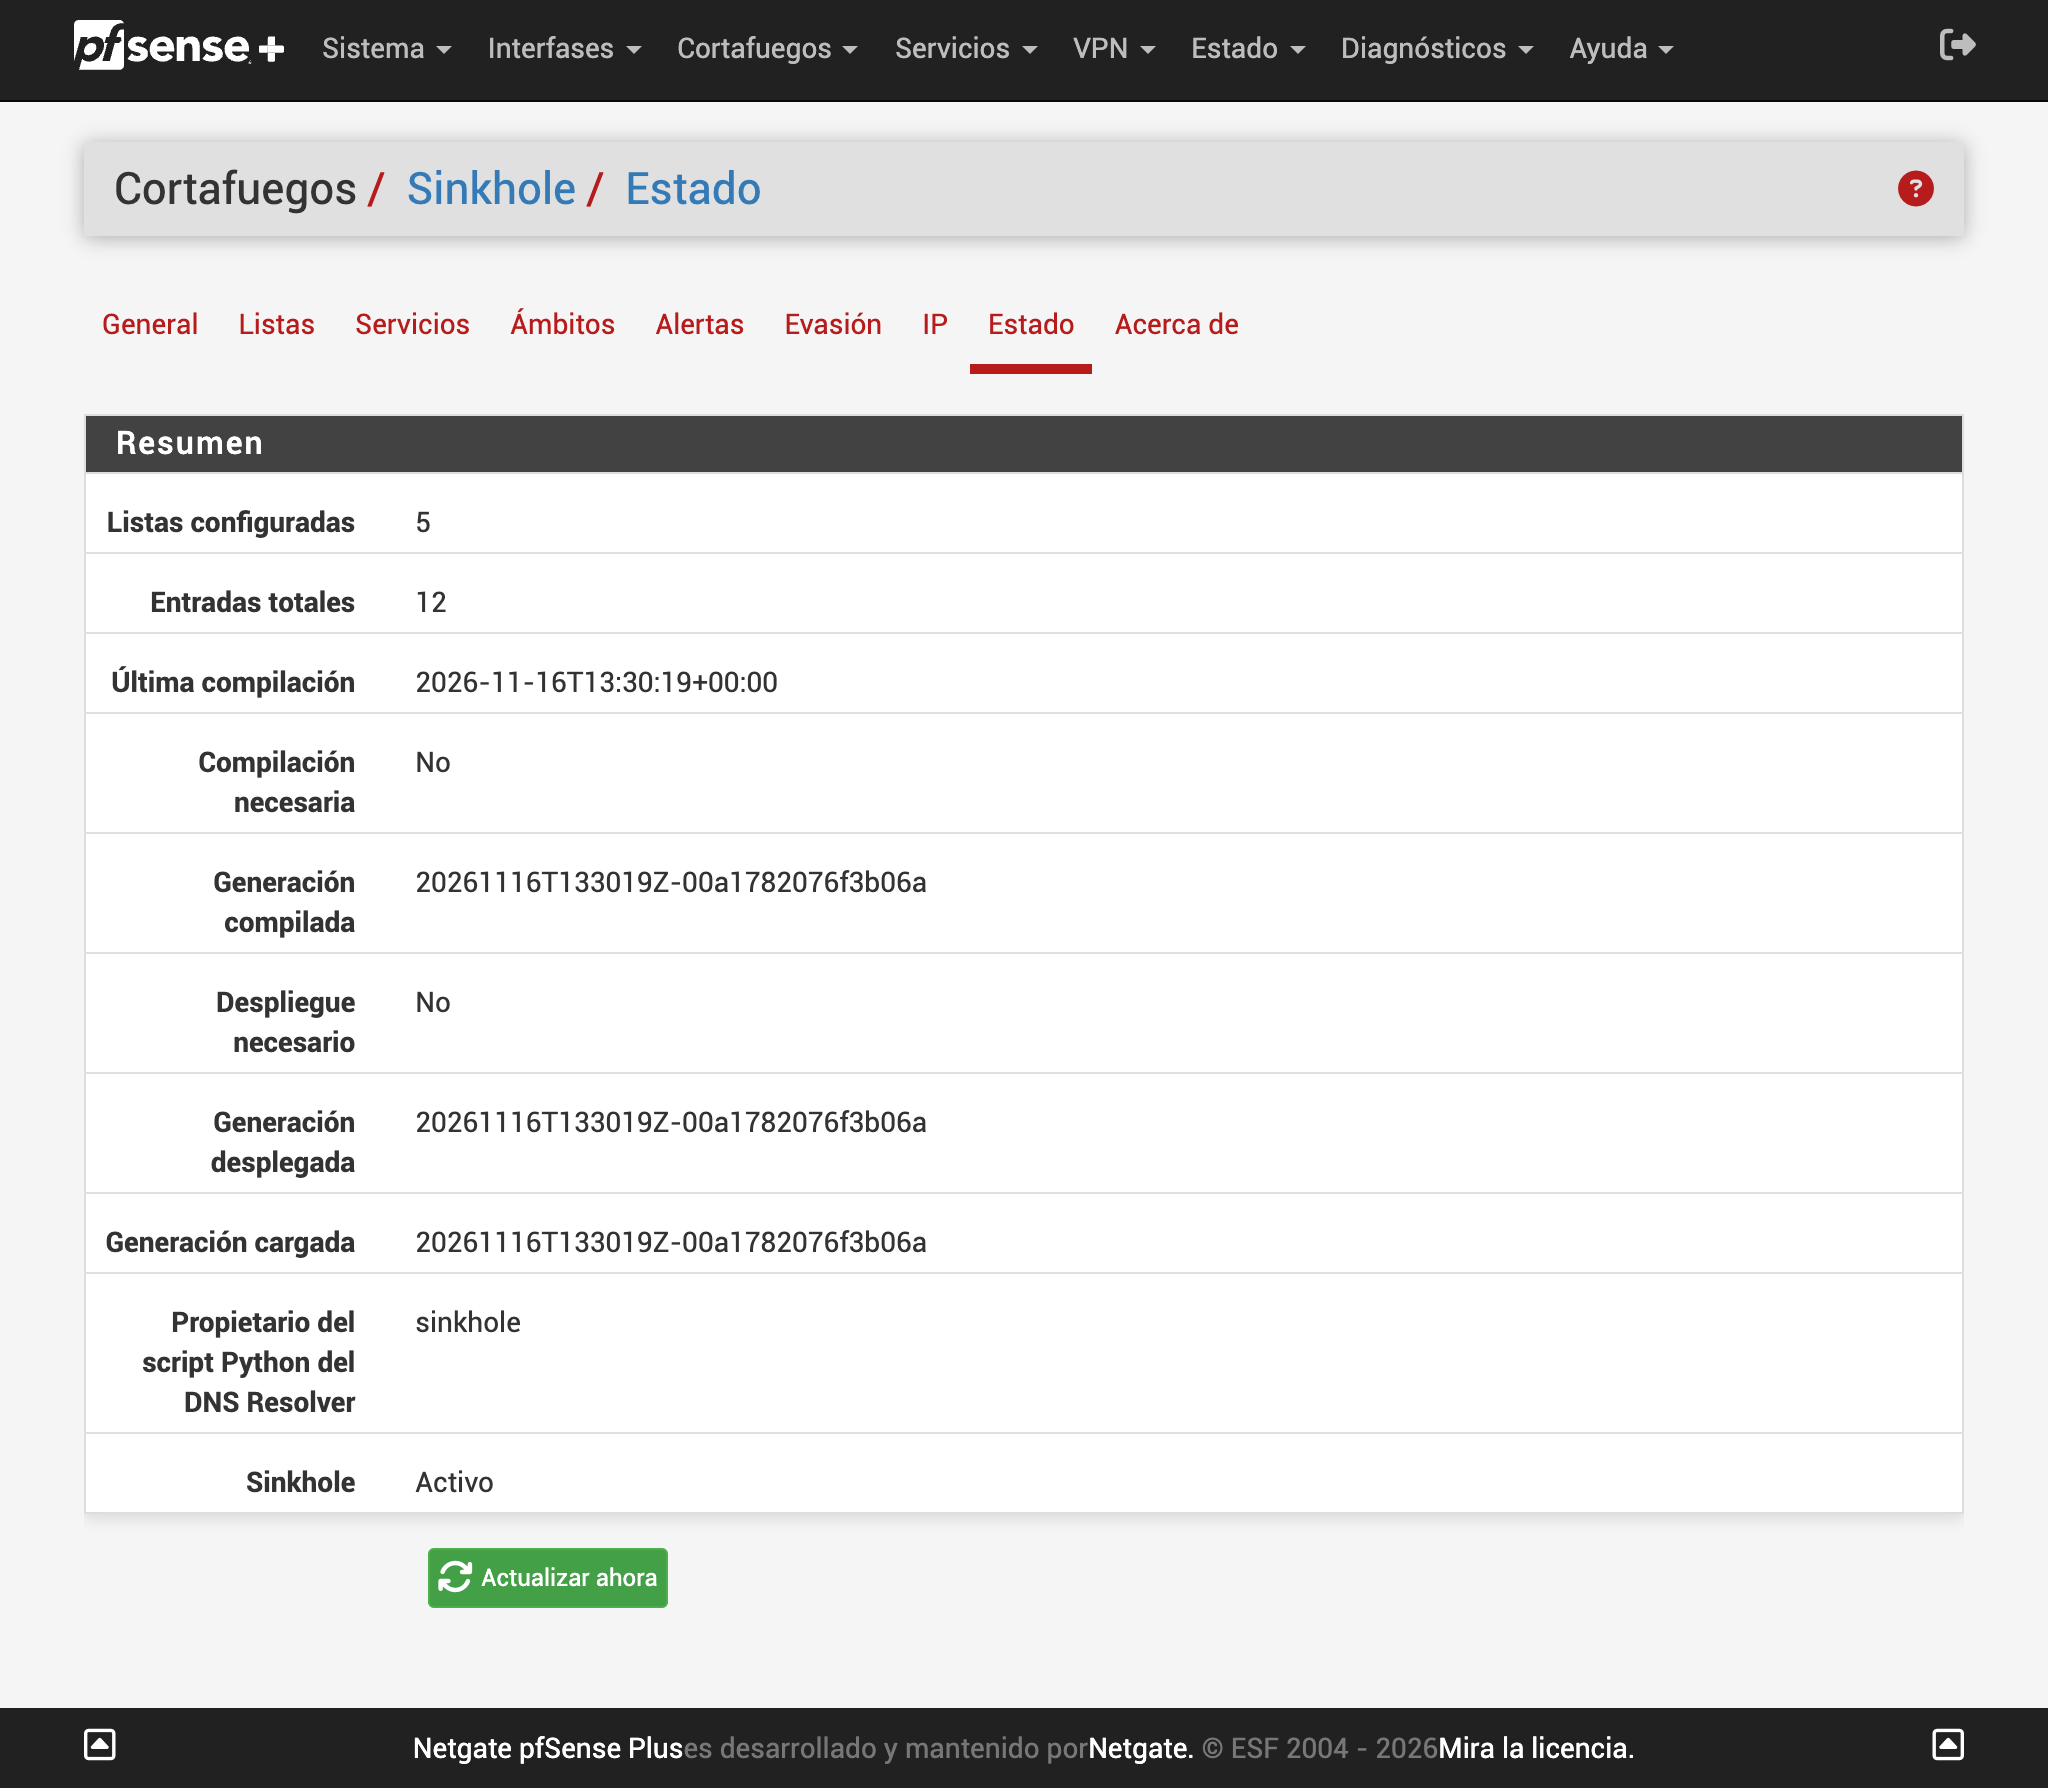 pfsense+ Sistema Interfases Cortafuegos Servicios VPN Estado Diagnósticos Ayuda
Cortafuegos / Sinkhole / Estado ?
General Listas Servicios Ámbitos Alertas Evasión IP Estado Acerca de
Resumen
Listas configuradas 5
Entradas totales 12
Última compilación 2026-11-16T13:30:19+00:00
Compilación No
necesaria
Generación 20261116T133019Z-00a1782076f3b06a
compilada
Despliegue No
necesario
Generación 20261116T133019Z-00a1782076f3b06a
desplegada
Generación cargada 20261116T133019Z-00a1782076f3b06a
Propietario del sinkhole
script Python del
DNS Resolver
Sinkhole Activo
Actualizar ahora
Netgate pfSense Pluses desarrollado y mantenido porNetgate. © ESF 2004 - 2026Mira la licencia.